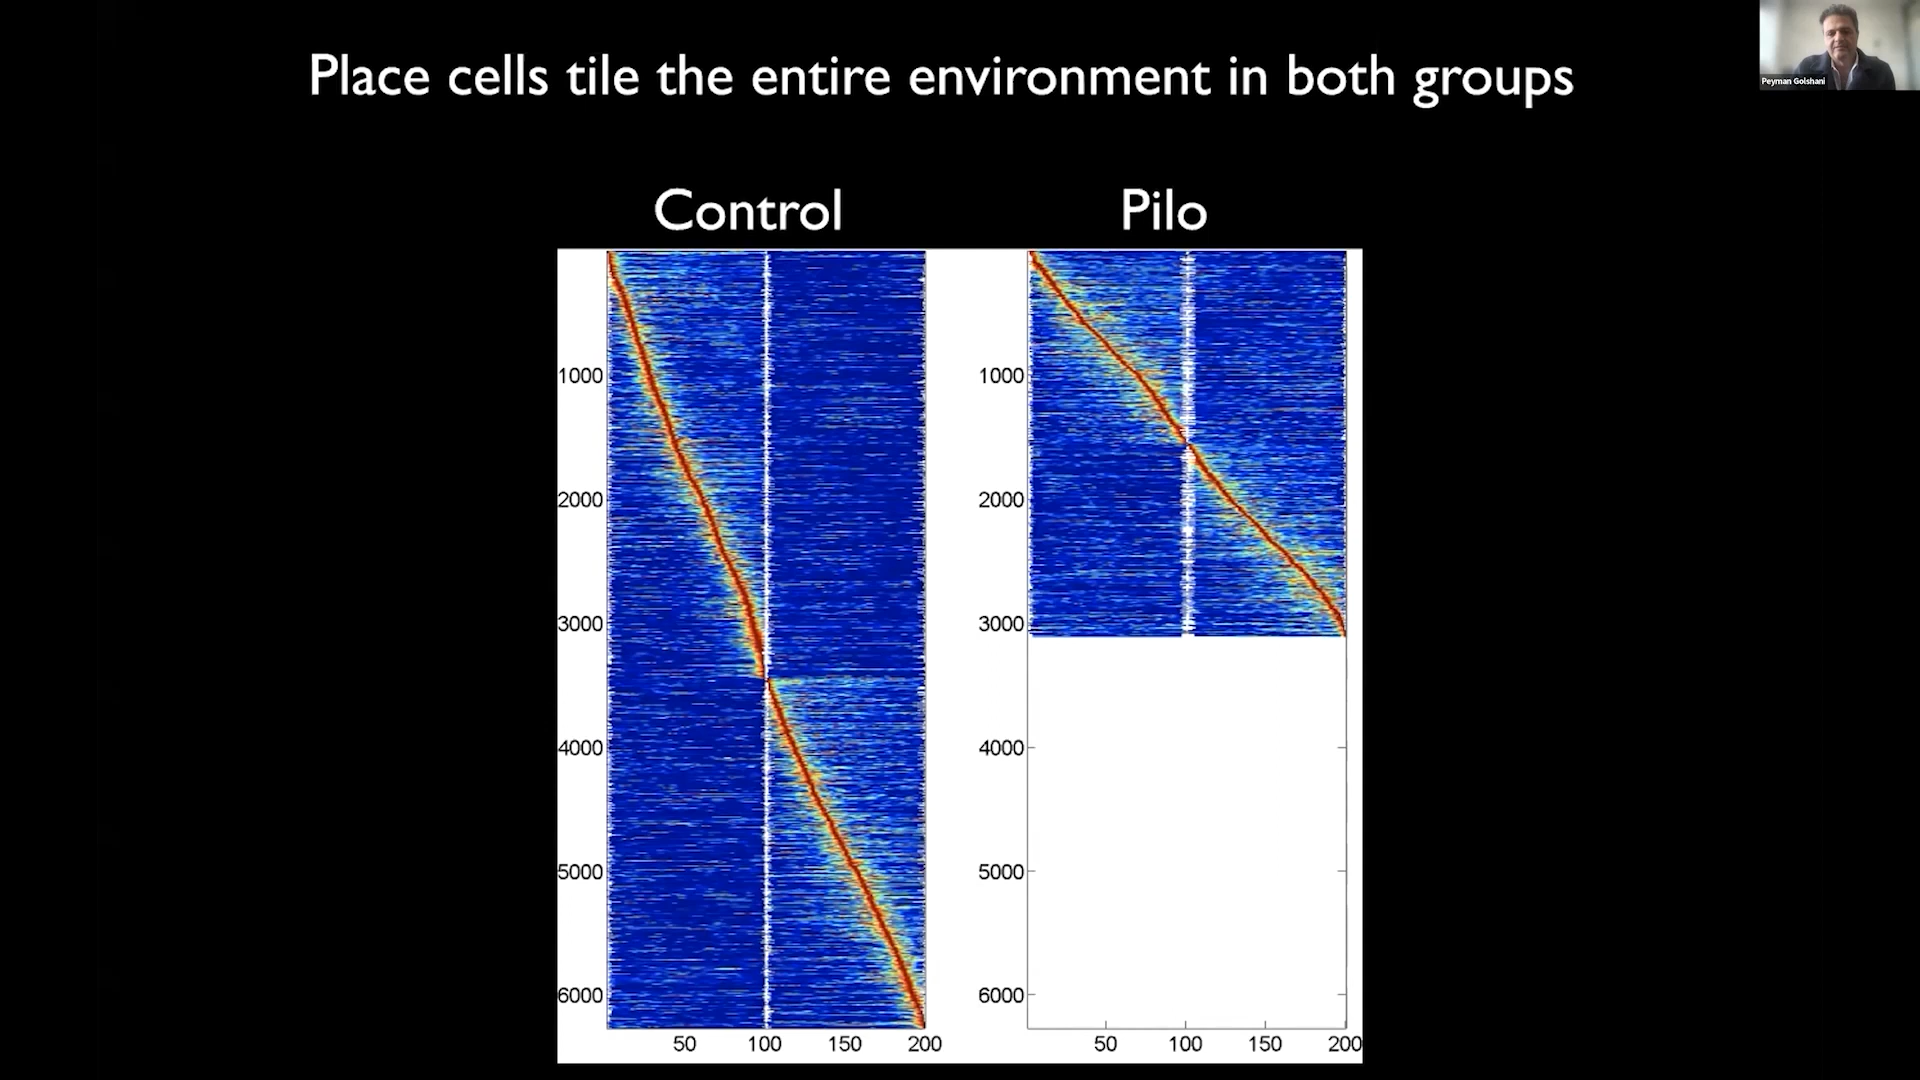 Place cells tile the entire environment in both groups
Peyman Golshani
Control
Pilo
1000
2000
3000
4000
5000
6000
50 100 150 200
1000
2000
3000
4000
5000
6000
50 100 150 200